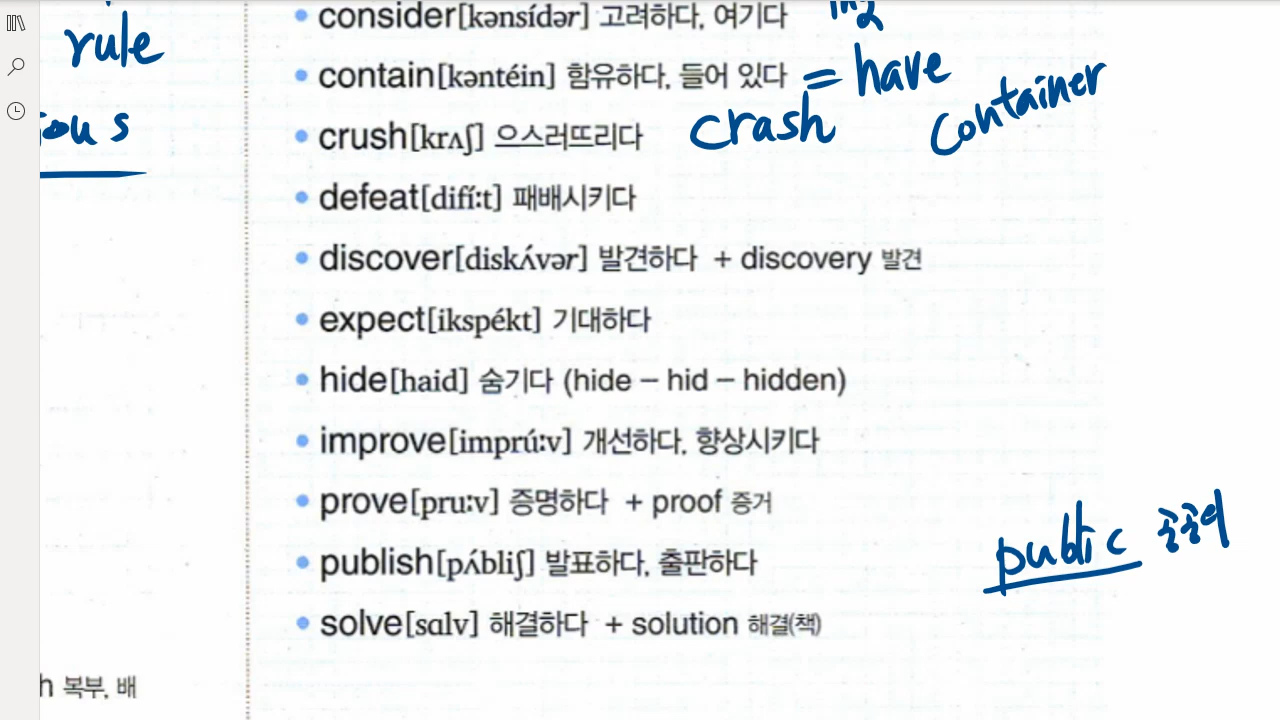 consider[kənsídər] 고려하다, 여기다 ing
rule
contain[kəntéin] 함유하다, 들어 있다 = have
container
ous
crush[krʌʃ] 으스러뜨리다 crash
defeat[difíːt] 패배시키다
discover[diskʌ́vər] 발견하다 + discovery 발견
expect[ikspékt] 기대하다
hide[haid] 숨기다 (hide – hid – hidden)
improve[imprúːv] 개선하다, 향상시키다
prove[pruːv] 증명하다 + proof 증거
public 공공의
publish[pʌ́bliʃ] 발표하다, 출판하다
solve[sɑlv] 해결하다 + solution 해결(책)
h 복부, 배